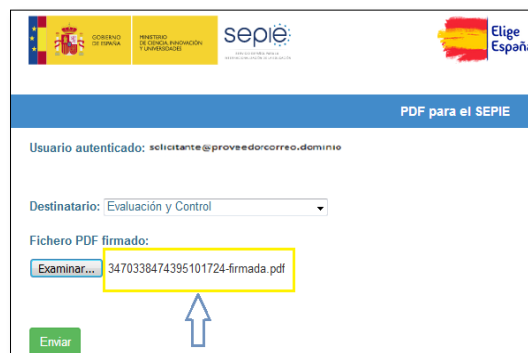 GOBIERNO
DE ESPAÑA
MINISTERIO
DE CIENCIA, INNOVACIÓN
Y UNIVERSIDADES
sepie
Elige
España
PDF para el SEPIE
Usuario autenticado: solicitante@proveedorcorreo.dominio
Destinatario: Evaluación y Control
Fichero PDF firmado:
Examinar... 3470338474395101724-firmada.pdf
Enviar